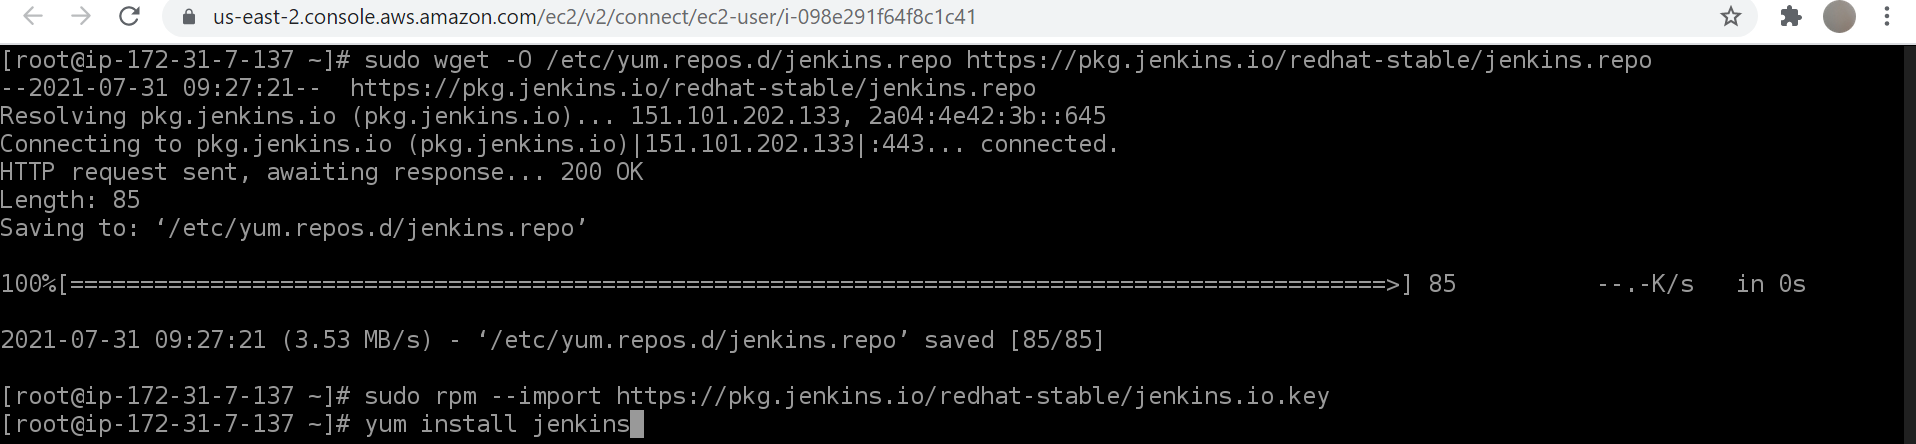 us-east-2.console.aws.amazon.com/ec2/v2/connect/ec2-user/i-098e291f64f8c1c41
[root@ip-172-31-7-137 ~]# sudo wget -O /etc/yum.repos.d/jenkins.repo https://pkg.jenkins.io/redhat-stable/jenkins.repo
--2021-07-31 09:27:21--  https://pkg.jenkins.io/redhat-stable/jenkins.repo
Resolving pkg.jenkins.io (pkg.jenkins.io)... 151.101.202.133, 2a04:4e42:3b::645
Connecting to pkg.jenkins.io (pkg.jenkins.io)|151.101.202.133|:443... connected.
HTTP request sent, awaiting response... 200 OK
Length: 85
Saving to: ‘/etc/yum.repos.d/jenkins.repo’
100%[==============================================================================================>] 85          --.-K/s   in 0s
2021-07-31 09:27:21 (3.53 MB/s) - ‘/etc/yum.repos.d/jenkins.repo’ saved [85/85]
[root@ip-172-31-7-137 ~]# sudo rpm --import https://pkg.jenkins.io/redhat-stable/jenkins.io.key
[root@ip-172-31-7-137 ~]# yum install jenkins